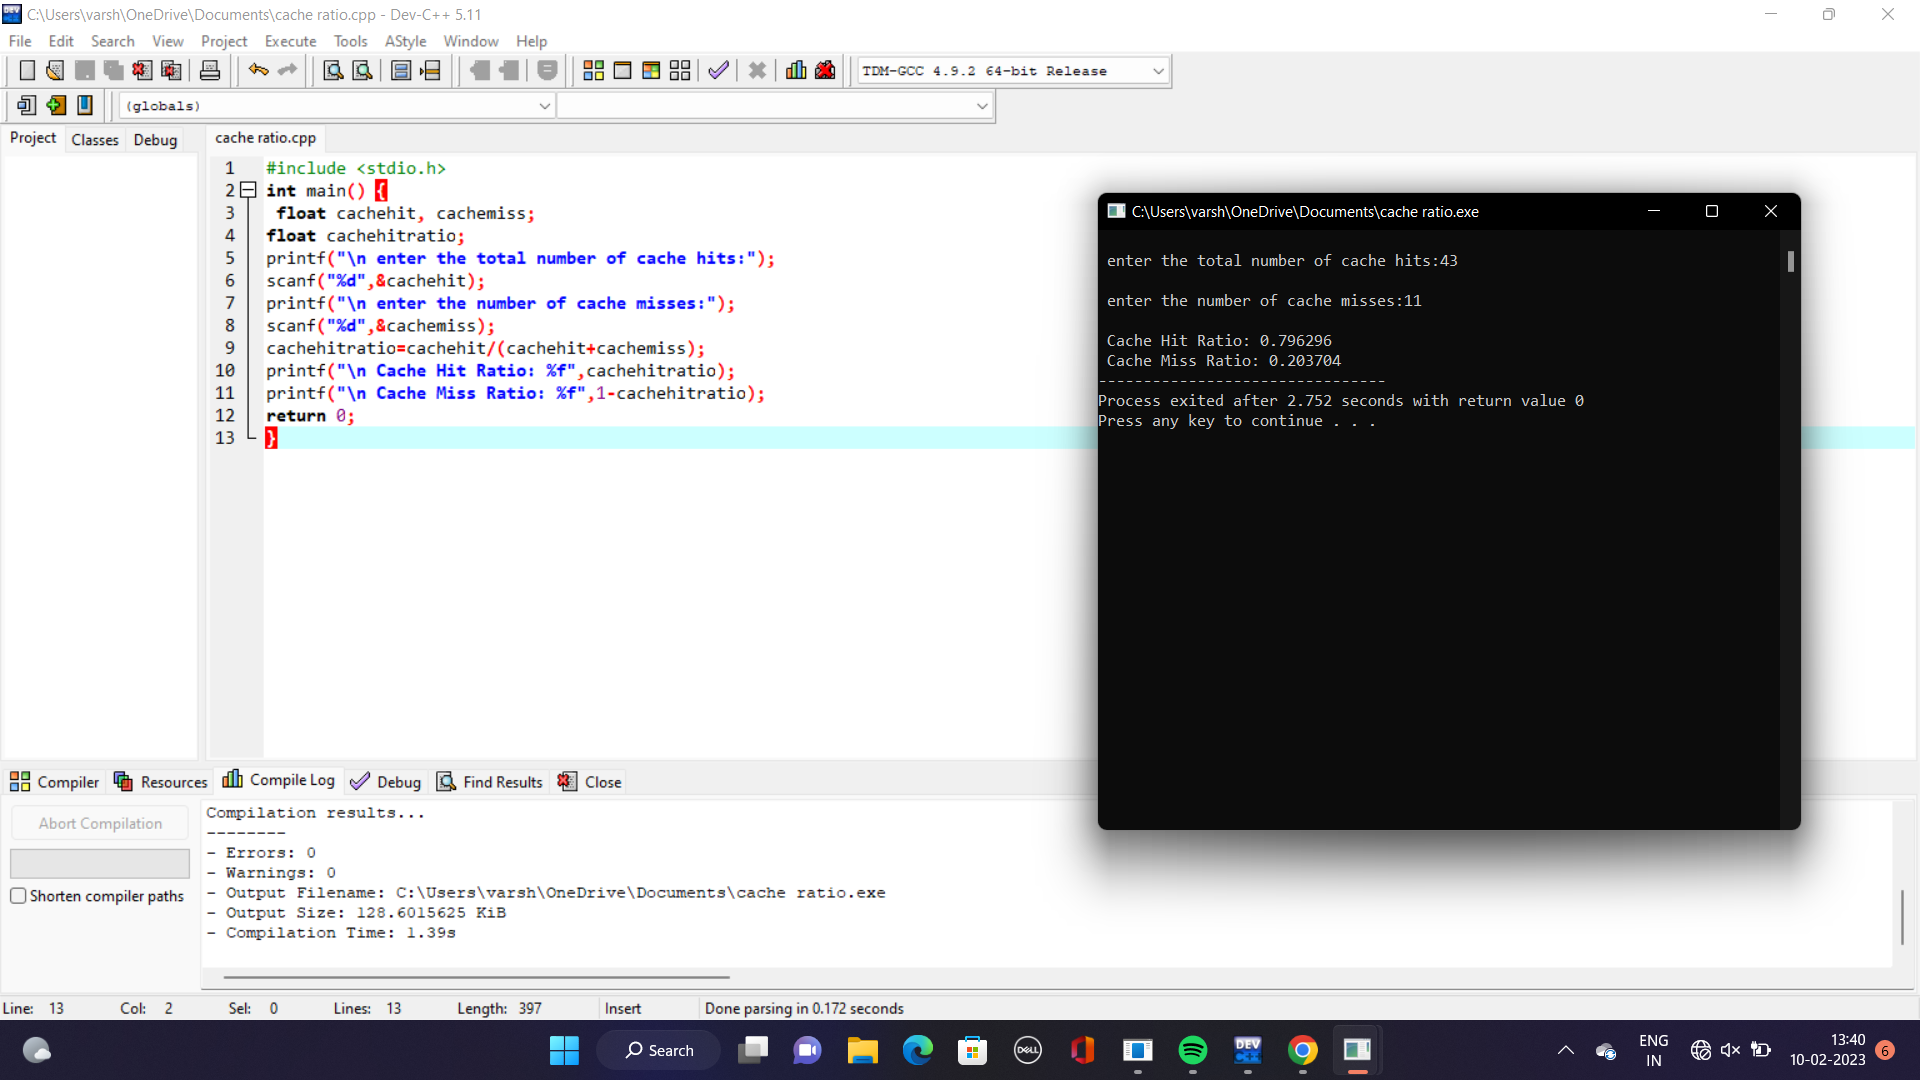 C:\Users\varsh\OneDrive\Documents\cache ratio.cpp - Dev-C++ 5.11
File Edit Search View Project Execute Tools AStyle Window Help
TDM-GCC 4.9.2 64-bit Release
(globals)
Project Classes Debug
cache ratio.cpp
1 #include <stdio.h>
2 int main() {
3 float cachehit, cachemiss;
4 float cachehitratio;
5 printf("\n enter the total number of cache hits:");
6 scanf("%d",&cachehit);
7 printf("\n enter the number of cache misses:");
8 scanf("%d",&cachemiss);
9 cachehitratio=cachehit/(cachehit+cachemiss);
10 printf("\n Cache Hit Ratio: %f",cachehitratio);
11 printf("\n Cache Miss Ratio: %f",1-cachehitratio);
12 return 0;
13 }
C:\Users\varsh\OneDrive\Documents\cache ratio.exe
enter the total number of cache hits:43
enter the number of cache misses:11
Cache Hit Ratio: 0.796296
Cache Miss Ratio: 0.203704
--------------------------------
Process exited after 2.752 seconds with return value 0
Press any key to continue . . .
Compiler Resources Compile Log Debug Find Results Close
Abort Compilation
Shorten compiler paths
Compilation results...
--------
- Errors: 0
- Warnings: 0
- Output Filename: C:\Users\varsh\OneDrive\Documents\cache ratio.exe
- Output Size: 128.6015625 KiB
- Compilation Time: 1.39s
Line: 13 Col: 2 Sel: 0 Lines: 13 Length: 397 Insert Done parsing in 0.172 seconds
Search
DELL
DEV
C++
ENG
IN
13:40
10-02-2023
6